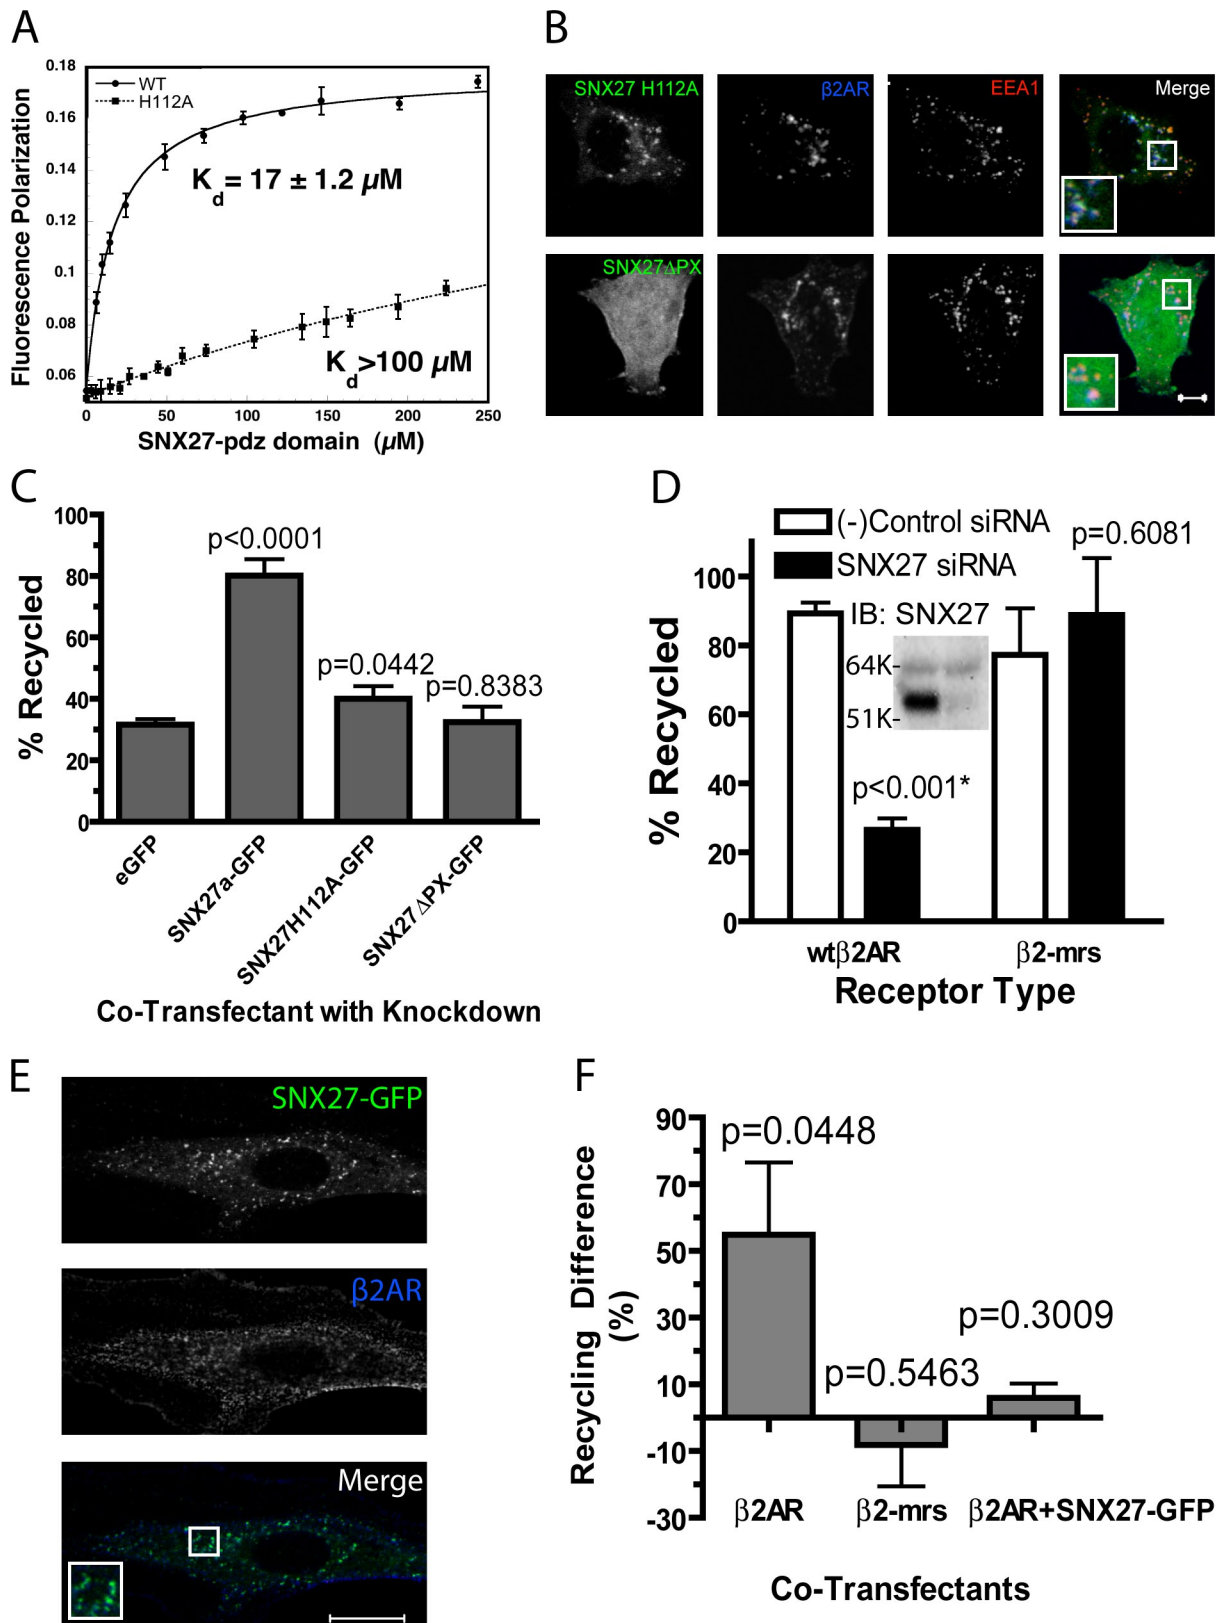 A
Fluorescence Polarization
0.18
0.16
0.14
0.12
0.1
0.08
0.06
WT
H112A
Kd= 17 ± 1.2 µM
Kd>100 µM
0 50 100 150 200 250
SNX27-pdz domain (µM)
B
SNX27 H112A
β2AR
EEA1
Merge
SNX27ΔPX
C
% Recycled
100
80
60
40
20
0
p<0.0001
p=0.0442
p=0.8383
eGFP
SNX27a-GFP
SNX27H112A-GFP
SNX27ΔPX-GFP
Co-Transfectant with Knockdown
D
(-)Control siRNA
SNX27 siRNA
p=0.6081
% Recycled
100
80
60
40
20
0
IB: SNX27
64K-
51K-
p<0.001*
wtβ2AR
β2-mrs
Receptor Type
E
SNX27-GFP
β2AR
Merge
F
Recycling Difference
(%)
90
70
50
30
10
-10
-30
p=0.0448
p=0.5463
p=0.3009
β2AR
β2-mrs
β2AR+SNX27-GFP
Co-Transfectants